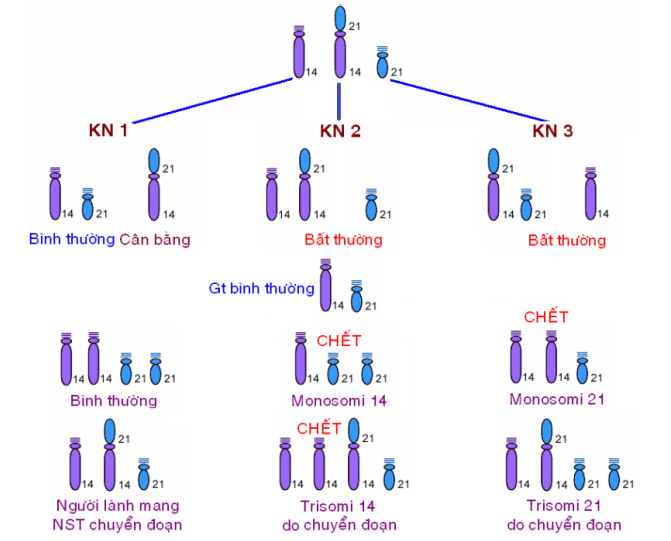 21
14 14 21
KN 1 KN 2 KN 3
21 21 21
14 21 14 14 14 21 14 21 14
Bình thường Cân bằng Bất thường Bất thường
Gt bình thường 14 21
CHẾT
CHẾT
14 14 21 21 14 21 21 14 14 21
Bình thường Monosomi 14 Monosomi 21
CHẾT
21 21 21
14 14 21 14 14 14 21 14 14 21 21
Người lành mang Trisomi 14 Trisomi 21
NST chuyển đoạn do chuyển đoạn do chuyển đoạn